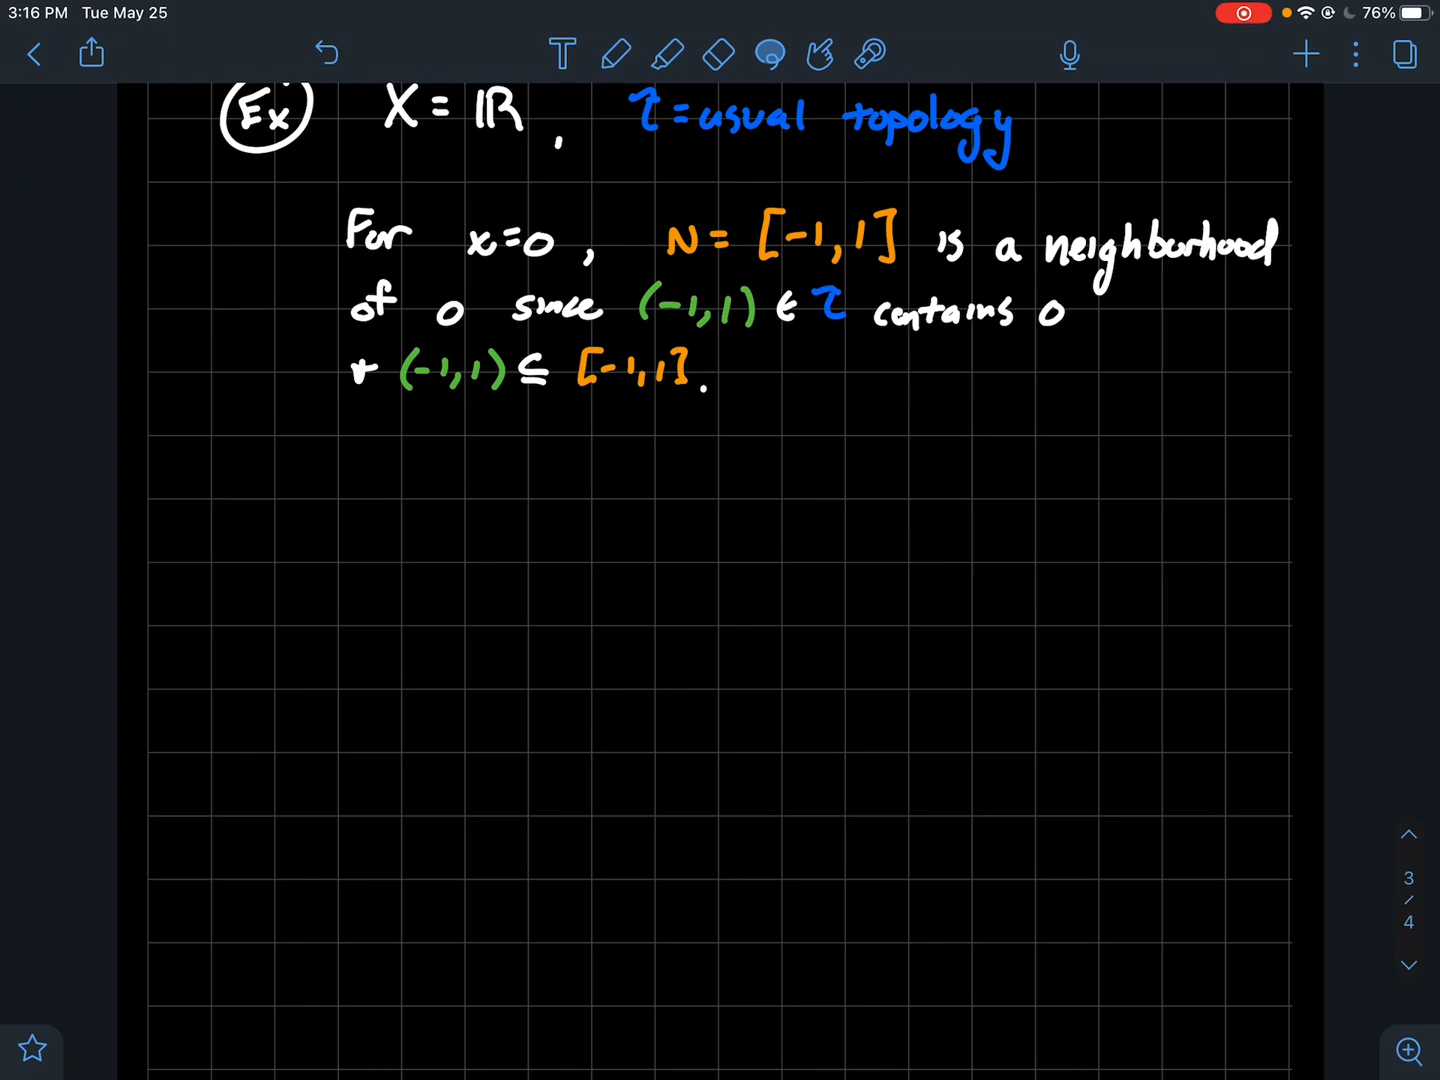 3:16 PM Tue May 25
76%
Ex X = ℝ, τ = usual topology
For x=0, N = [-1,1] is a neighborhood
of 0 since (-1,1) ∈ τ contains 0
+ (-1,1) ⊆ [-1,1].
3
/
4